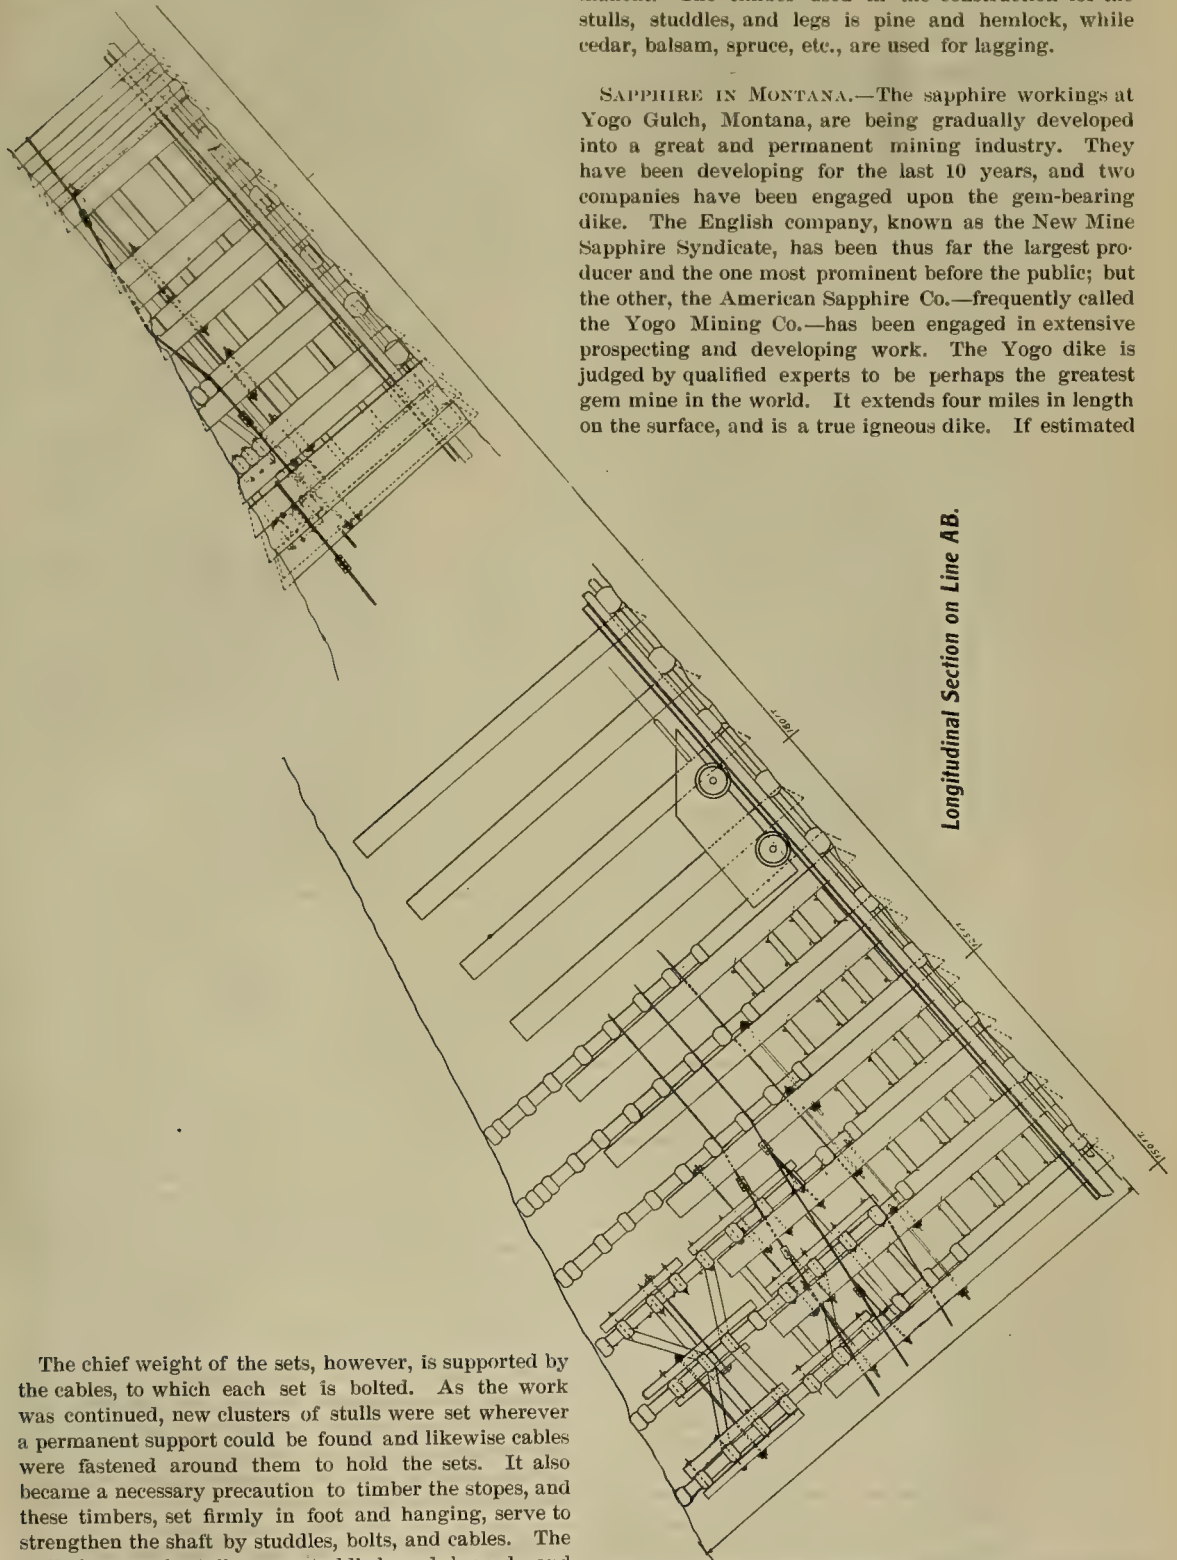 stulls, studdles, and legs is pine and hemlock, while
cedar, balsam, spruce, etc., are used for lagging.
SAPPHIRE IN MONTANA.—The sapphire workings at
Yogo Gulch, Montana, are being gradually developed
into a great and permanent mining industry. They
have been developing for the last 10 years, and two
companies have been engaged upon the gem-bearing
dike. The English company, known as the New Mine
Sapphire Syndicate, has been thus far the largest pro-
ducer and the one most prominent before the public; but
the other, the American Sapphire Co.—frequently called
the Yogo Mining Co.—has been engaged in extensive
prospecting and developing work. The Yogo dike is
judged by qualified experts to be perhaps the greatest
gem mine in the world. It extends four miles in length
on the surface, and is a true igneous dike. If estimated
Longitudinal Section on Line AB.
150FT
The chief weight of the sets, however, is supported by
the cables, to which each set is bolted. As the work
was continued, new clusters of stulls were set wherever
a permanent support could be found and likewise cables
were fastened around them to hold the sets. It also
became a necessary precaution to timber the stopes, and
these timbers, set firmly in foot and hanging, serve to
strengthen the shaft by studdles, bolts, and cables. The